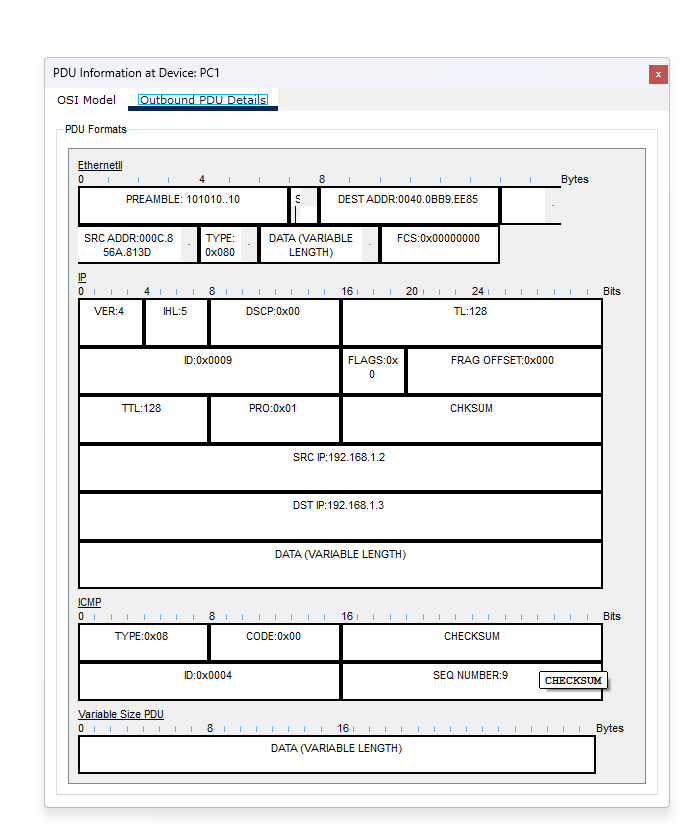 PDU Information at Device: PC1
x
OSI Model Outbound PDU Details
PDU Formats
EthernetII
0 4 8 Bytes
PREAMBLE: 101010..10 S DEST ADDR:0040.0BB9.EE85
SRC ADDR:000C.8
56A.813D
TYPE:
0x080
DATA (VARIABLE
LENGTH)
FCS:0x00000000
IP
0 4 8 16 20 24 Bits
VER:4 IHL:5 DSCP:0x00 TL:128
ID:0x0009 FLAGS:0x
0
FRAG OFFSET:0x000
TTL:128 PRO:0x01 CHKSUM
SRC IP:192.168.1.2
DST IP:192.168.1.3
DATA (VARIABLE LENGTH)
ICMP
0 8 16 Bits
TYPE:0x08 CODE:0x00 CHECKSUM
ID:0x0004 SEQ NUMBER:9
CHECKSUM
Variable Size PDU
0 8 16 Bytes
DATA (VARIABLE LENGTH)